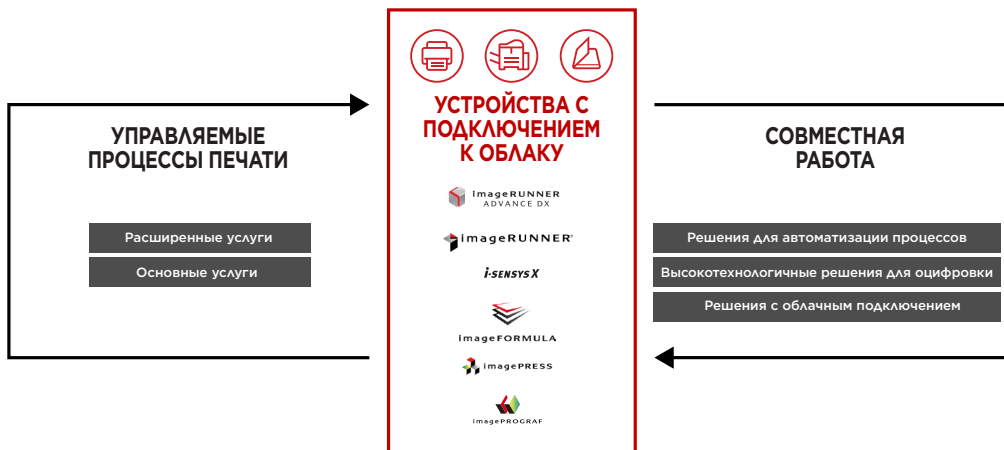 УПРАВЛЯЕМЫЕ
ПРОЦЕССЫ ПЕЧАТИ
Расширенные услуги
Основные услуги
УСТРОЙСТВА С
ПОДКЛЮЧЕНИЕМ
К ОБЛАКУ
imageRUNNER
ADVANCE DX
imageRUNNER®
i-SENSYS X
imageFORMULA
imagePRESS
imagePROGRAF
СОВМЕСТНАЯ
РАБОТА
Решения для автоматизации процессов
Высокотехнологичные решения для оцифровки
Решения с облачным подключением